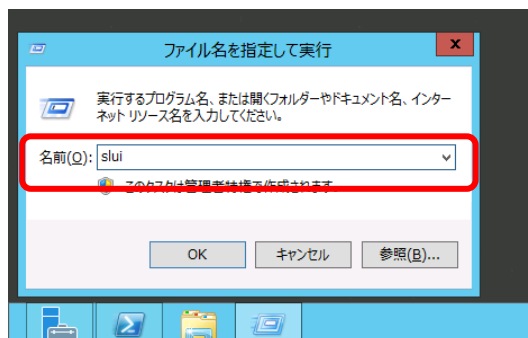 ファイル名を指定して実行
x
実行するプログラム名、または開くフォルダーやドキュメント名、インター
ネット リソース名を入力してください。
名前(O): slui
このタスクは管理者特権で作成されます。
OK キャンセル 参照(B)...